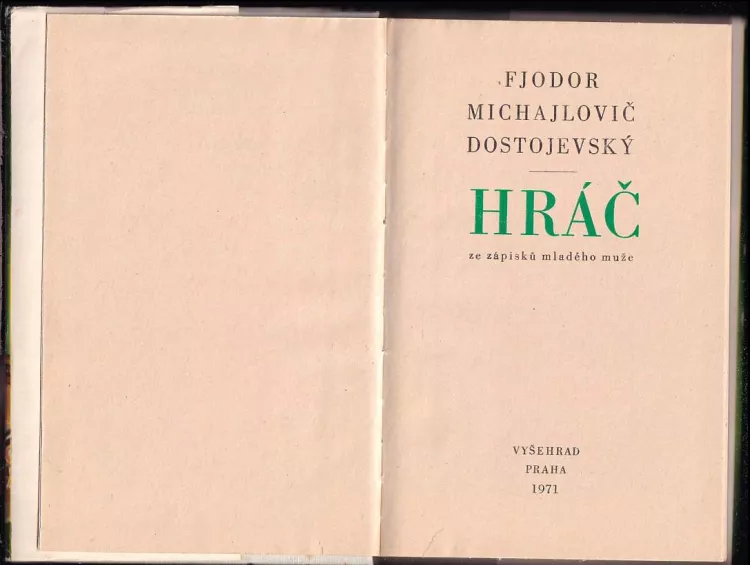 FJODOR
MICHAJLOVIČ
DOSTOJEVSKÝ
HRÁČ
ze zápisků mladého muže
VYŠEHRAD
PRAHA
1971